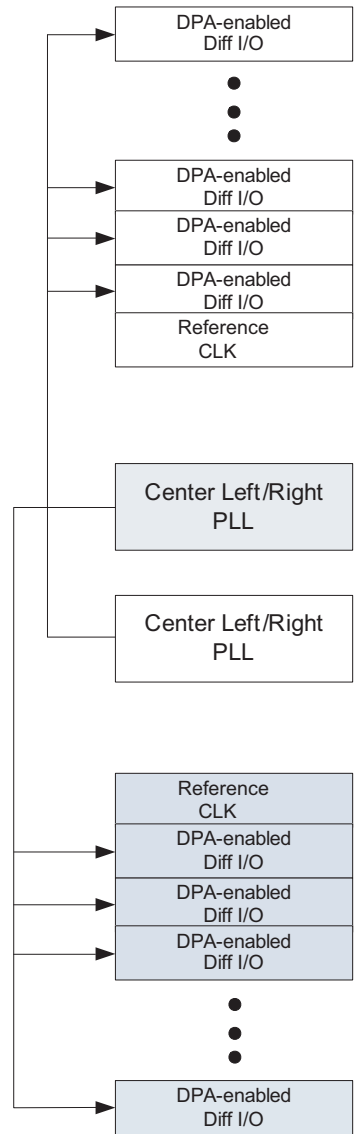 DPA-enabled
Diff I/O
DPA-enabled
Diff I/O
DPA-enabled
Diff I/O
DPA-enabled
Diff I/O
Reference
CLK
Center Left/Right
PLL
Center Left/Right
PLL
Reference
CLK
DPA-enabled
Diff I/O
DPA-enabled
Diff I/O
DPA-enabled
Diff I/O
DPA-enabled
Diff I/O